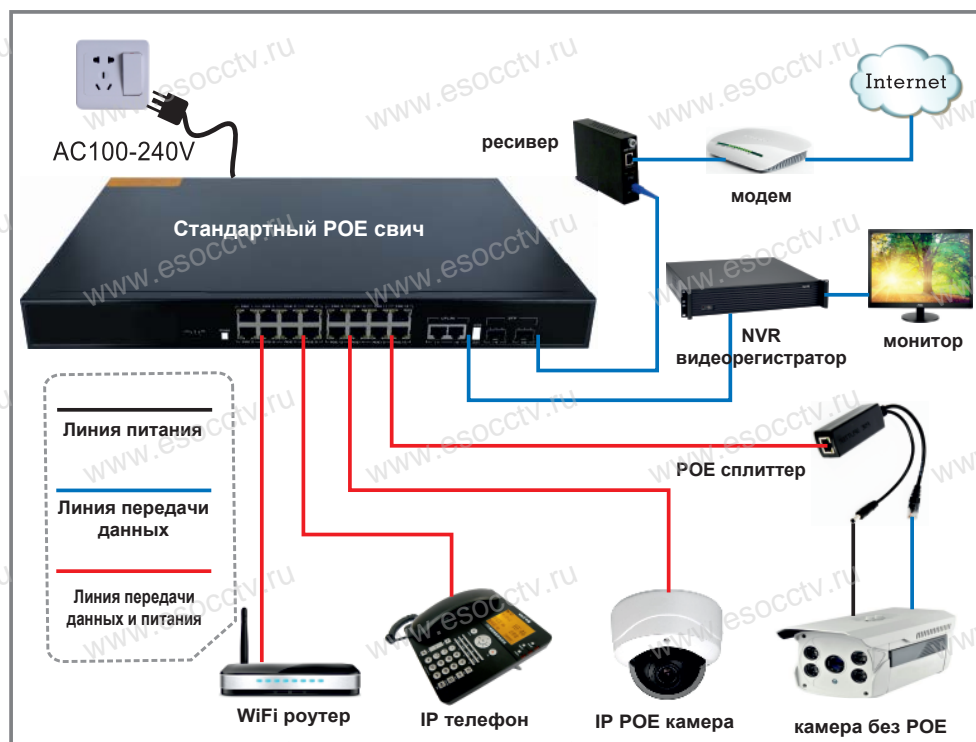 www.esocctv.ru
Internet
AC100-240V
ресивер
модем
Стандартный POE свич
NVR
видеорегистратор
монитор
Линия питания
POE сплиттер
Линия передачи
данных
Линия передачи
данных и питания
WiFi роутер
IP телефон
IP POE камера
камера без POE